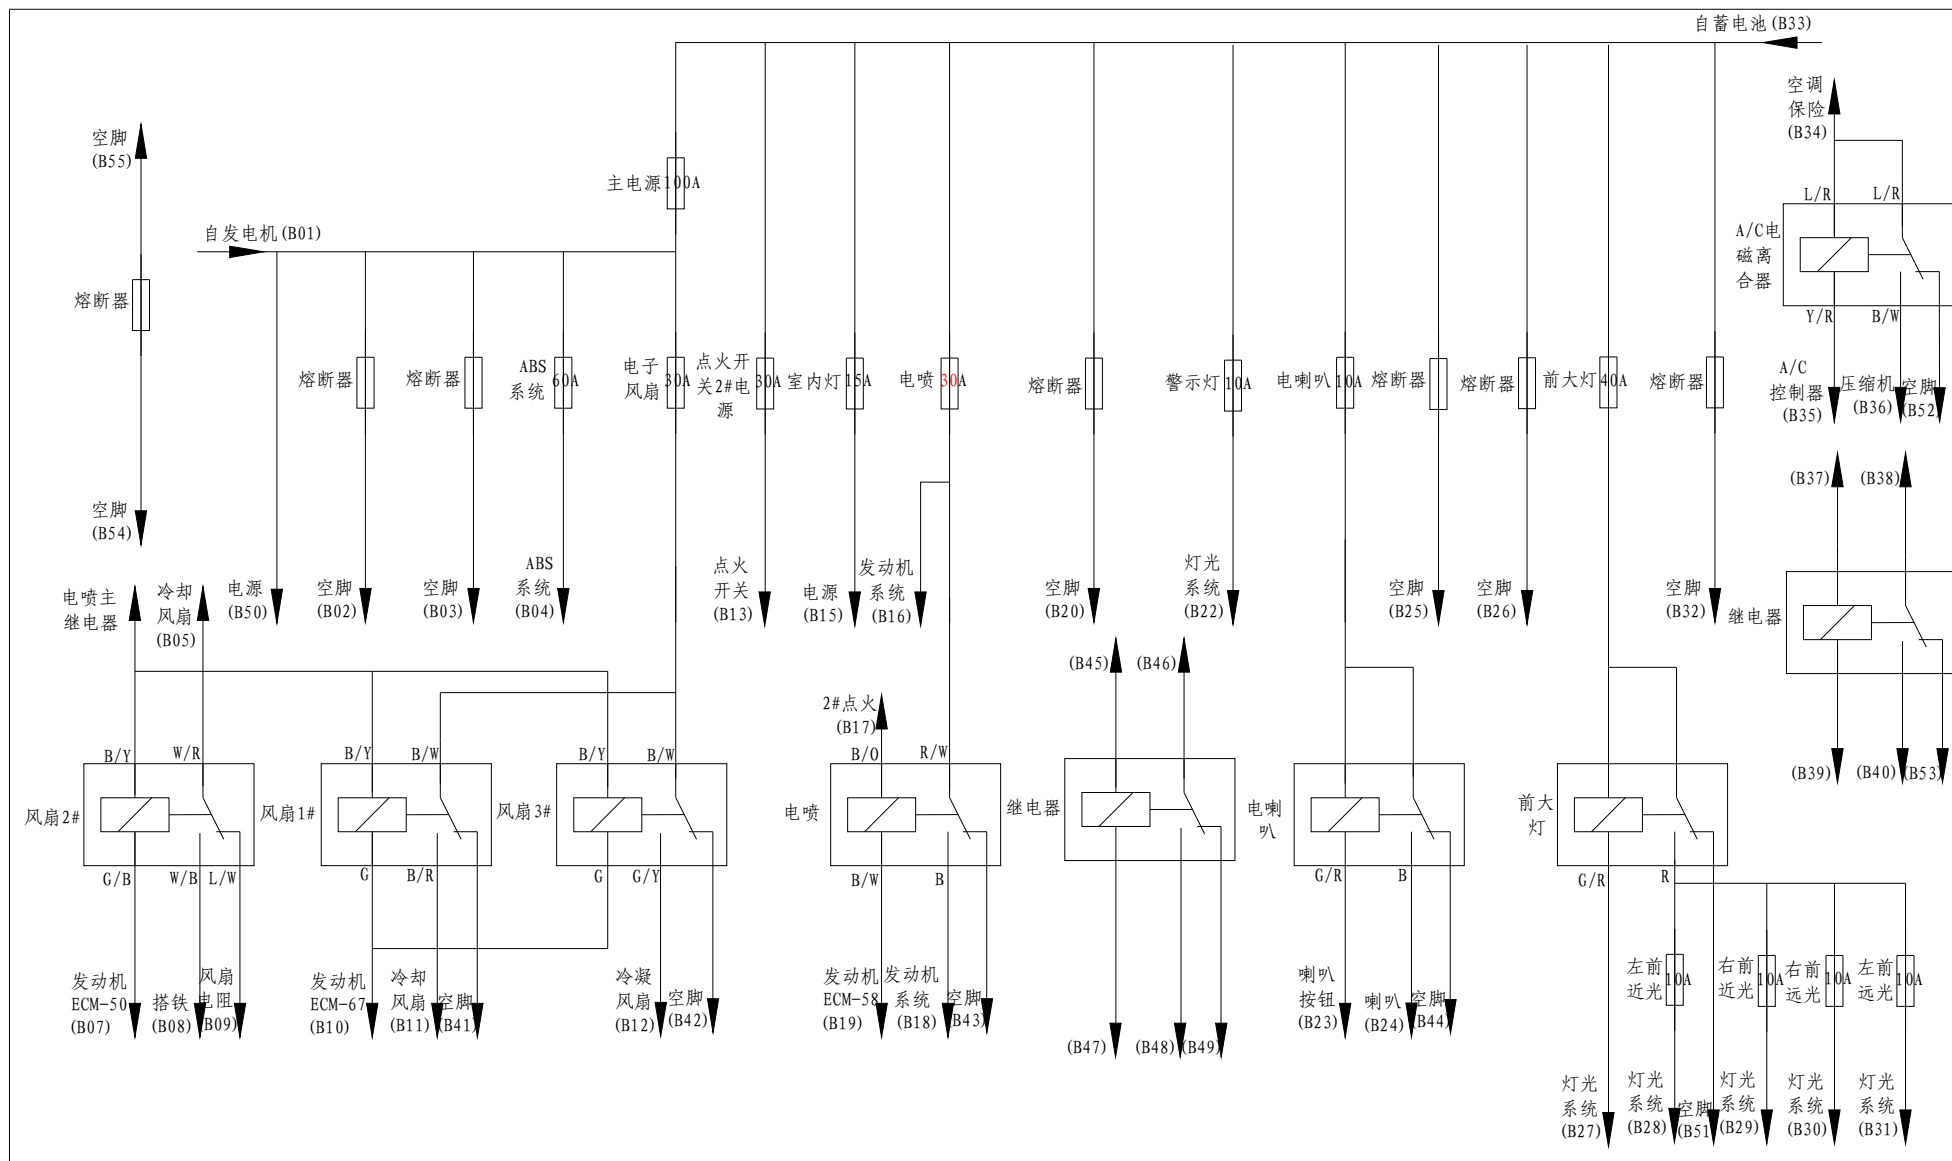 自蓄电池(B33)
空调
保险
(B34)
空脚
(B55)
主电源100A
自发电机(B01)
L/R
L/R
A/C电
磁离
合器
Y/R
B/W
熔断器
熔断器
熔断器
ABS
系统
60A
电子
风扇
30A
点火开
关2#电
源
30A
室内灯15A
电喷30A
熔断器
警示灯10A
电喇叭10A
熔断器
熔断器
前大灯40A
熔断器
A/C
控制器
(B35)
压缩机
(B36)
空脚
(B52)
空脚
(B54)
(B37)
(B38)
电喷主
继电器
冷却
风扇
(B05)
电源
(B50)
空脚
(B02)
空脚
(B03)
ABS
系统
(B04)
点火
开关
(B13)
电源
(B15)
发动机
系统
(B16)
空脚
(B20)
灯光
系统
(B22)
空脚
(B25)
空脚
(B26)
空脚
(B32)
继电器
(B45)
(B46)
2#点火
(B17)
B/Y
W/R
B/Y
B/W
B/Y
B/W
B/O
R/W
(B39)
(B40)
(B53)
风扇2#
风扇1#
风扇3#
电喷
继电器
电喇
叭
前大
灯
G/B
W/B
L/W
G
B/R
G
G/Y
B/W
B
G/R
B
G/R
R
发动机
ECM-50
(B07)
搭铁
(B08)
风扇
电阻
(B09)
发动机
ECM-67
(B10)
冷却
风扇
(B11)
空脚
(B41)
冷凝
风扇
(B12)
空脚
(B42)
发动机
ECM-58
(B19)
发动机
系统
(B18)
空脚
(B43)
(B47)
(B48)
(B49)
喇叭
按钮
(B23)
喇叭
(B24)
空脚
(B44)
左前
近光
10A
右前
近光
10A
右前
远光
10A
左前
远光
10A
灯光
系统
(B27)
灯光
系统
(B28)
空脚
(B51)
灯光
系统
(B29)
灯光
系统
(B30)
灯光
系统
(B31)